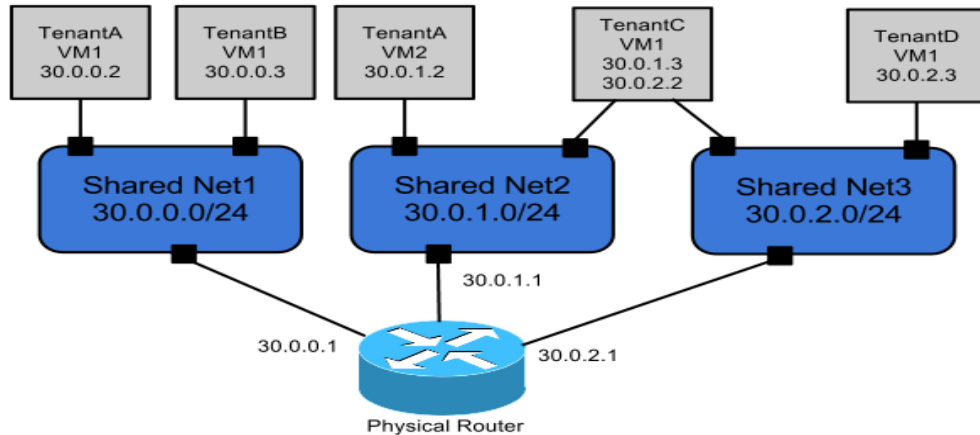 TenantA
VM1
30.0.0.2
TenantB
VM1
30.0.0.3
TenantA
VM2
30.0.1.2
TenantC
VM1
30.0.1.3
30.0.2.2
TenantD
VM1
30.0.2.3
Shared Net1
30.0.0.0/24
Shared Net2
30.0.1.0/24
Shared Net3
30.0.2.0/24
30.0.1.1
30.0.0.1
30.0.2.1
Physical Router